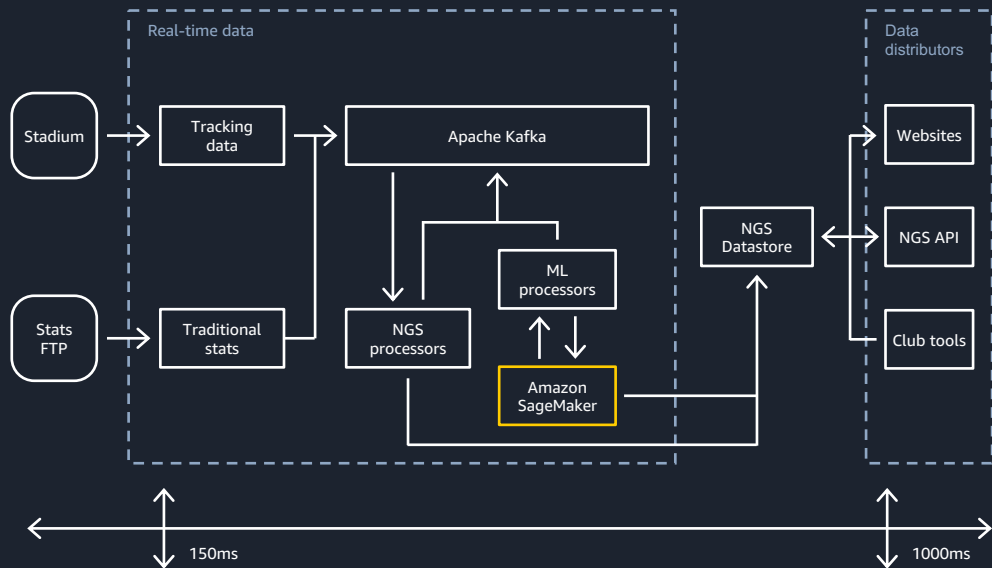 Real-time data
Data
distributors
Stadium
Tracking
data
Apache Kafka
Websites
NGS
Datastore
NGS API
ML
processors
Stats
FTP
Traditional
stats
NGS
processors
Club tools
Amazon
SageMaker
150ms
1000ms